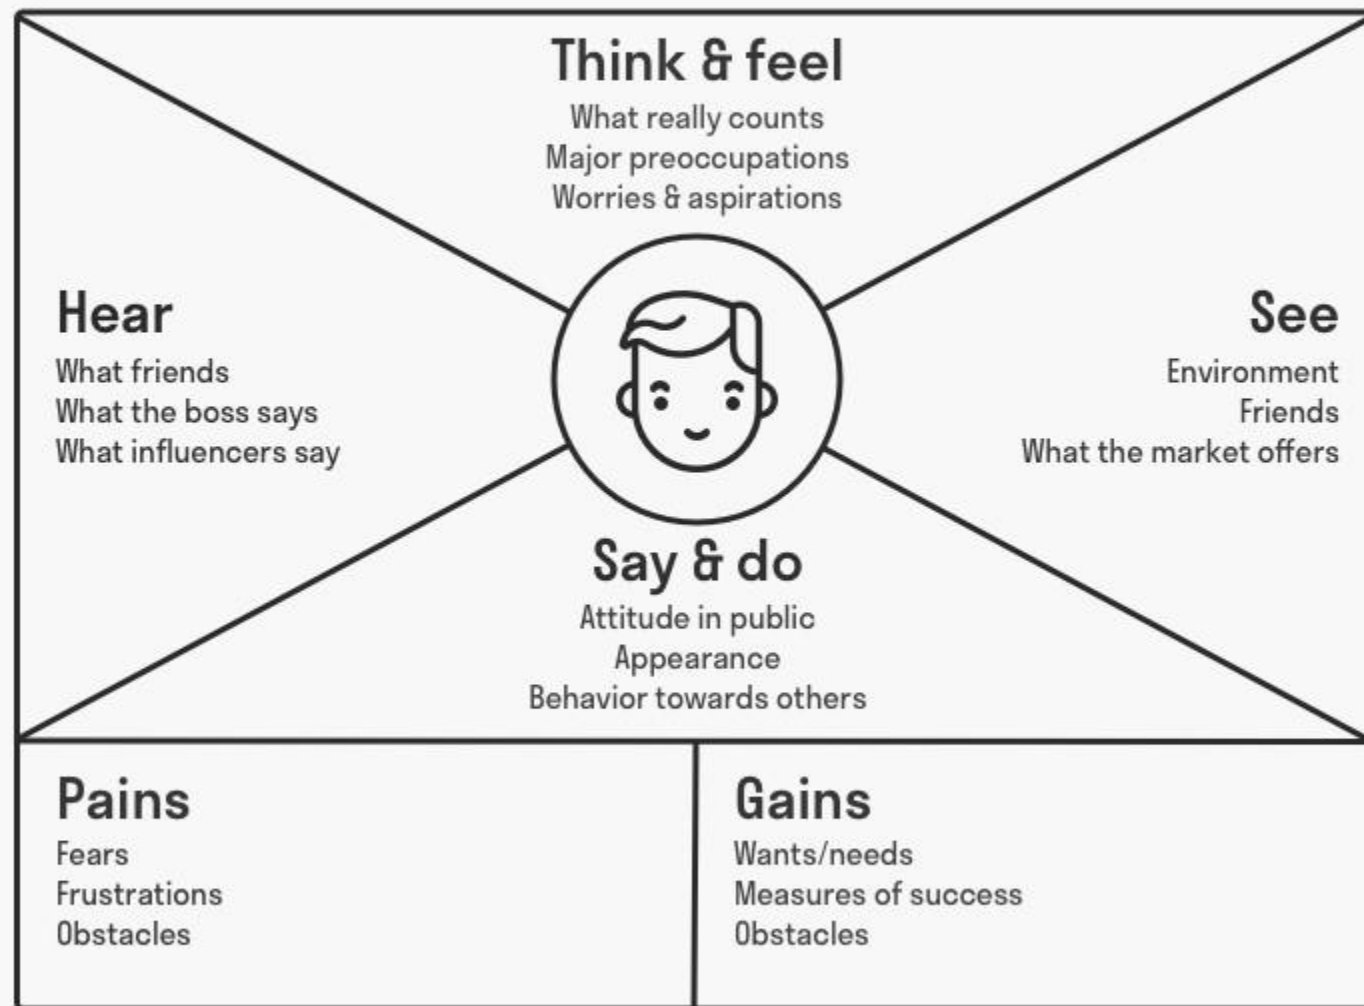 Think & feel
What really counts
Major preoccupations
Worries & aspirations
Hear
What friends
What the boss says
What influencers say
See
Environment
Friends
What the market offers
Say & do
Attitude in public
Appearance
Behavior towards others
Pains
Fears
Frustrations
Obstacles
Gains
Wants/needs
Measures of success
Obstacles